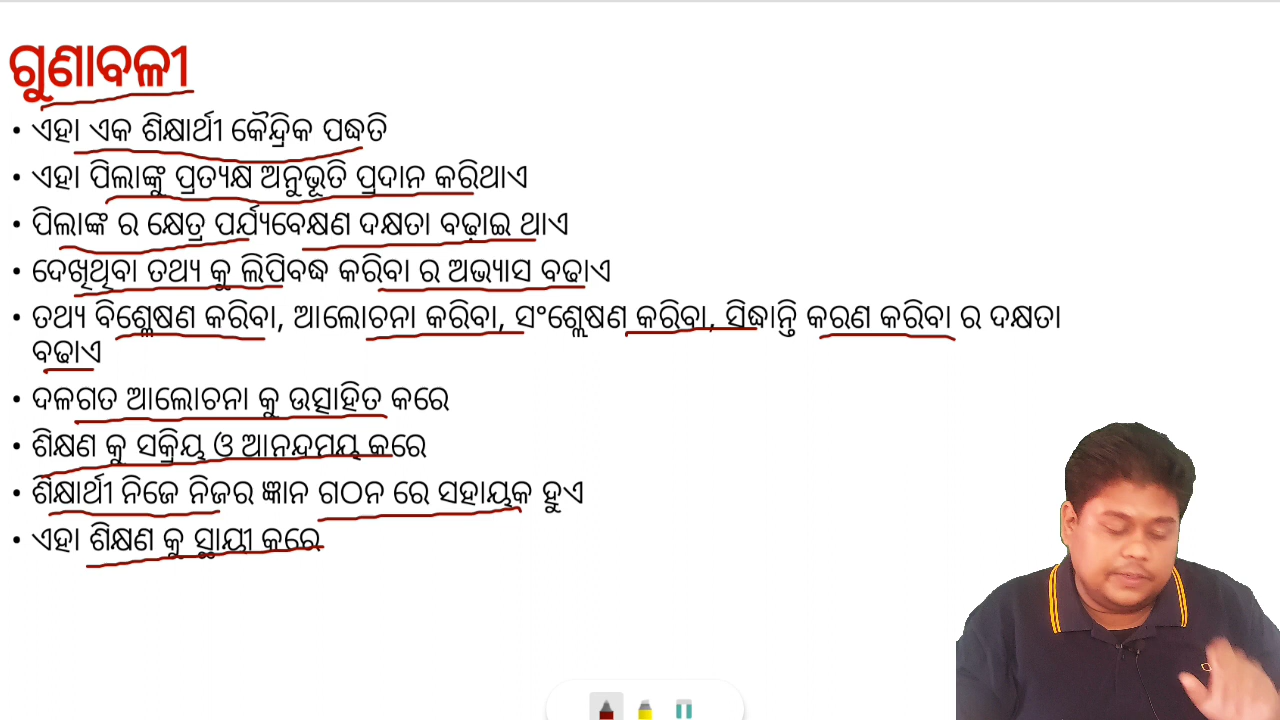 ଗୁଣାବଳୀ
• ଏହା ଏକ ଶିକ୍ଷାର୍ଥୀ କୈନ୍ଦ୍ରିକ ପଦ୍ଧତି
• ଏହା ପିଲାଙ୍କୁ ପ୍ରତ୍ୟକ୍ଷ ଅନୁଭୂତି ପ୍ରଦାନ କରିଥାଏ
• ପିଲାଙ୍କ ର କ୍ଷେତ୍ର ପର୍ଯ୍ୟବେକ୍ଷଣ ଦକ୍ଷତା ବଢ଼ାଇ ଥାଏ
• ଦେଖିଥିବା ତଥ୍ୟ କୁ ଲିପିବଦ୍ଧ କରିବା ର ଅଭ୍ୟାସ ବଢାଏ
• ତଥ୍ୟ ବିଶ୍ଳେଷଣ କରିବା, ଆଲୋଚନା କରିବା, ସଂଶ୍ଳେଷଣ କରିବା, ସିଦ୍ଧାନ୍ତି କରଣ କରିବା ର ଦକ୍ଷତା
ବଢାଏ
• ଦଳଗତ ଆଲୋଚନା କୁ ଉତ୍ସାହିତ କରେ
• ଶିକ୍ଷଣ କୁ ସକ୍ରିୟ ଓ ଆନନ୍ଦମୟ କରେ
• ଶିକ୍ଷାର୍ଥୀ ନିଜେ ନିଜର ଜ୍ଞାନ ଗଠନ ରେ ସହାୟକ ହୁଏ
• ଏହା ଶିକ୍ଷଣ କୁ ସ୍ଥାୟୀ କରେ